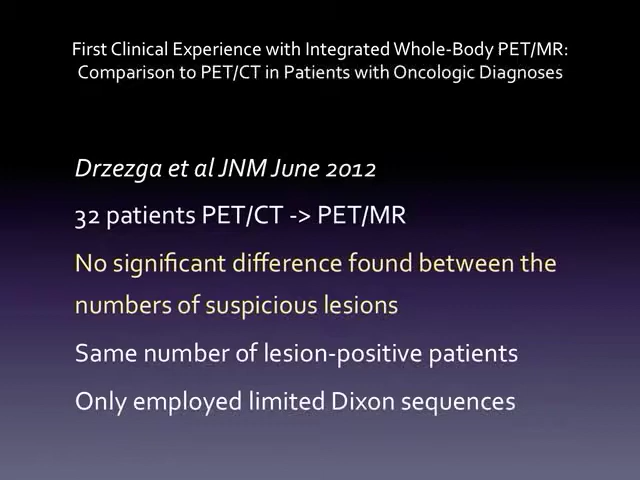 First Clinical Experience with Integrated Whole-Body PET/MR:
Comparison to PET/CT in Patients with Oncologic Diagnoses
Drzezga et al JNM June 2012
32 patients PET/CT -> PET/MR
No significant difference found between the
numbers of suspicious lesions
Same number of lesion-positive patients
Only employed limited Dixon sequences